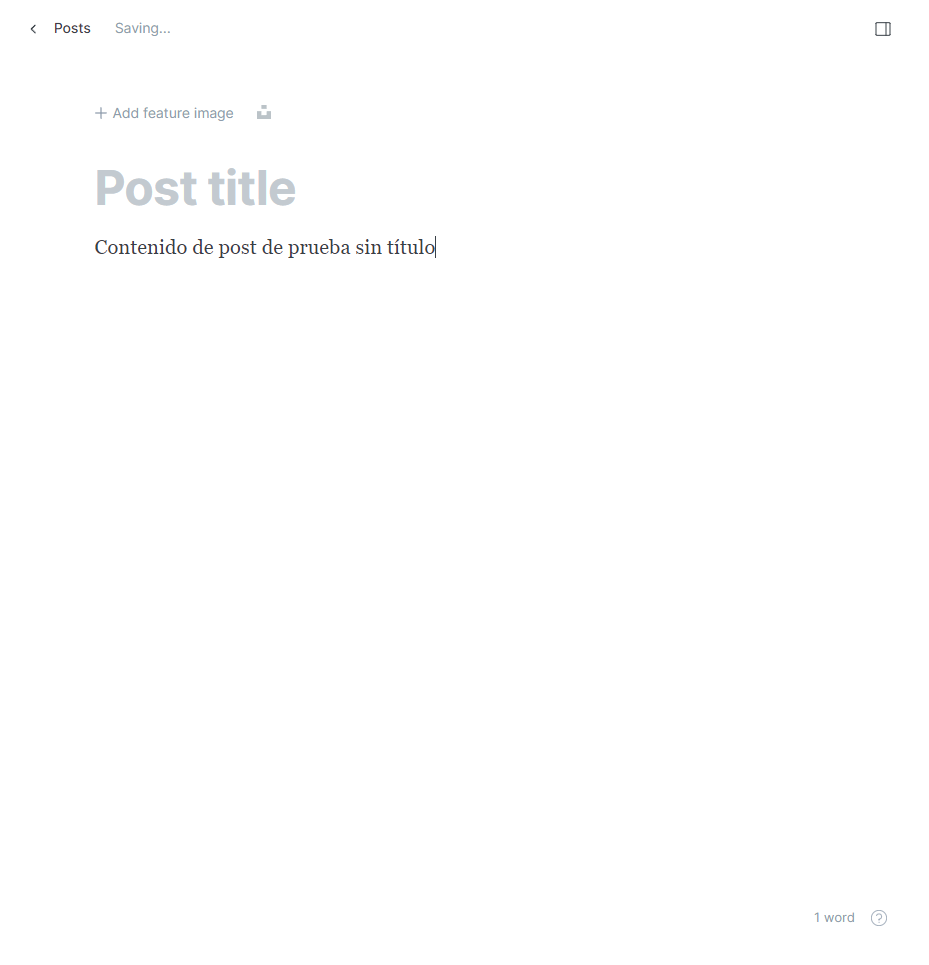 Posts Saving...
Add feature image
Post title
Contenido de post de prueba sin título
1 word